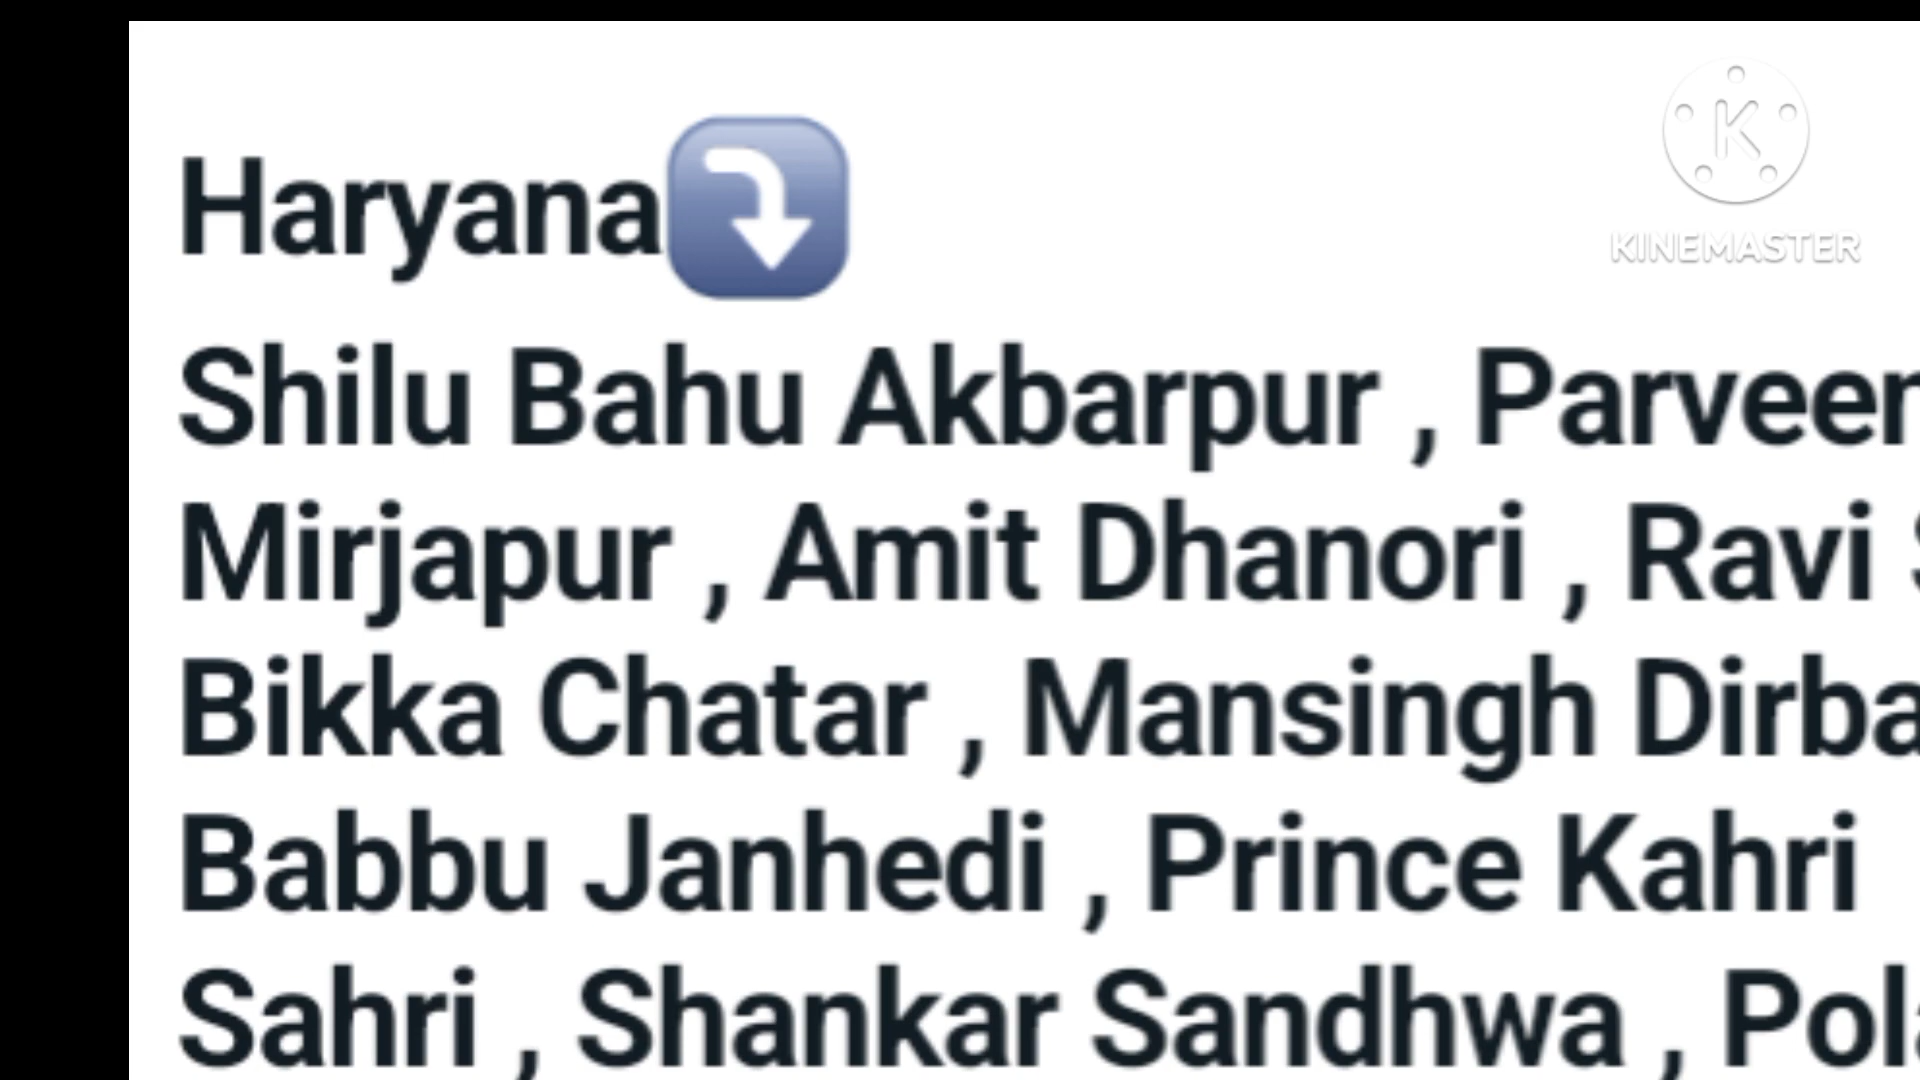 Haryana⤵️
KINEMASTER
Shilu Bahu Akbarpur ,
Mirjapur , Amit Dhanori , Ravi
Bikka Chatar , Mansingh
Babbu Janhedi , Prince Kahri
Sahri , Shankar Sandhwa ,